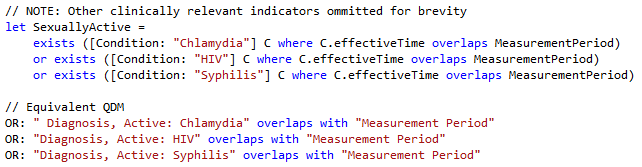 // NOTE: Other clinically relevant indicators ommitted for brevity
let SexuallyActive =
exists ([Condition: "Chlamydia"] C where C.effectiveTime overlaps MeasurementPeriod)
or exists ([Condition: "HIV"] C where C.effectiveTime overlaps MeasurementPeriod)
or exists ([Condition: "Syphilis"] C where C.effectiveTime overlaps MeasurementPeriod)
// Equivalent QDM
OR: " Diagnosis, Active: Chlamydia" overlaps with "Measurement Period"
OR: "Diagnosis, Active: HIV" overlaps with "Measurement Period"
OR: "Diagnosis, Active: Syphilis" overlaps with "Measurement Period"